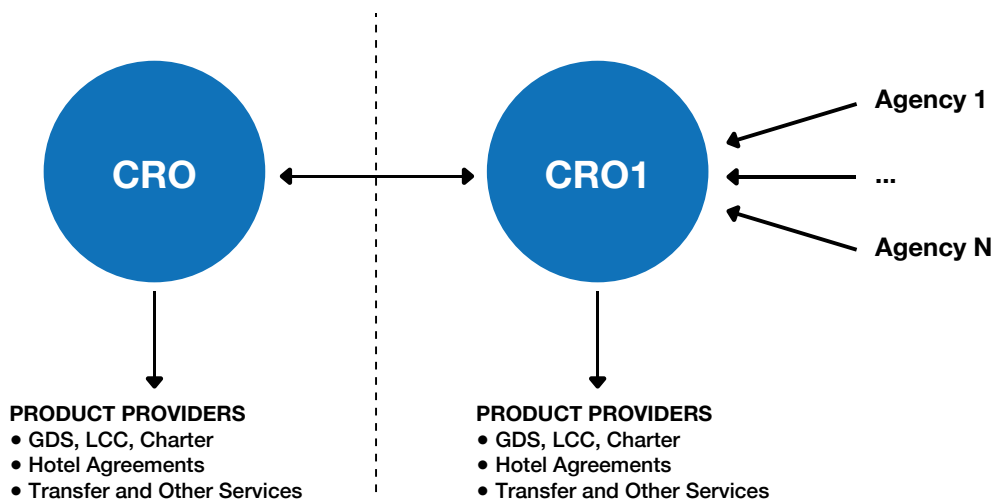 CRO
CRO1
Agency 1
...
Agency N
PRODUCT PROVIDERS
• GDS, LCC, Charter
• Hotel Agreements
• Transfer and Other Services
PRODUCT PROVIDERS
• GDS, LCC, Charter
• Hotel Agreements
• Transfer and Other Services